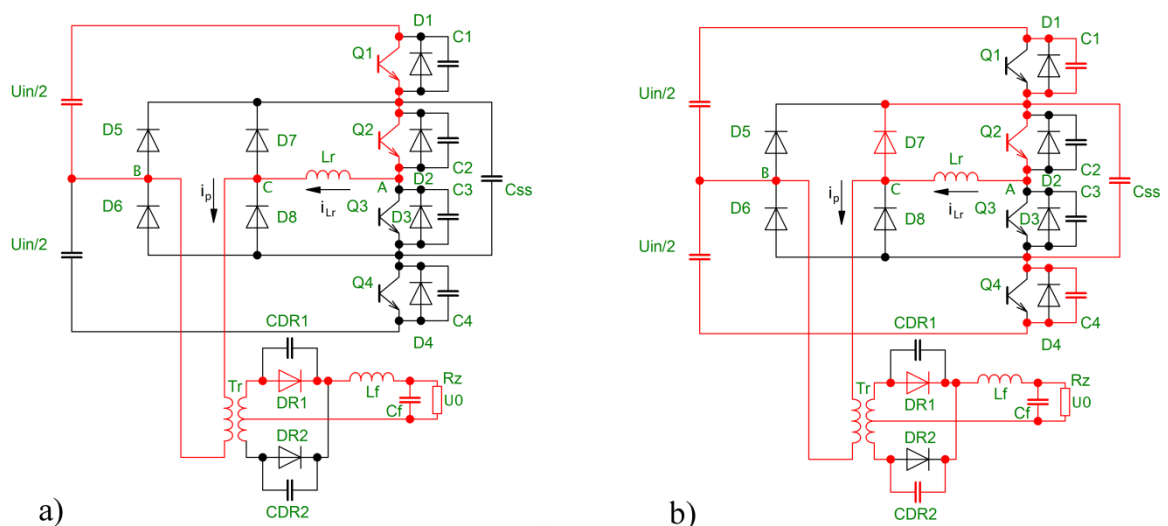 D1
C1
Q1
Uin/2
D5
D7
Q2
Lr
C2
B
C
A
D2
C3
Css
ip
iLr
Q3
D3
D6
D8
Uin/2
Q4
C4
CDR1
D4
Tr
Lf
Rz
DR1
Cf
U0
DR2
CDR2
a)
D1
C1
Q1
Uin/2
D5
D7
Q2
Lr
C2
B
C
A
D2
C3
Css
ip
iLr
Q3
D3
D6
D8
Uin/2
Q4
C4
CDR1
D4
Tr
Lf
Rz
DR1
Cf
U0
DR2
CDR2
b)